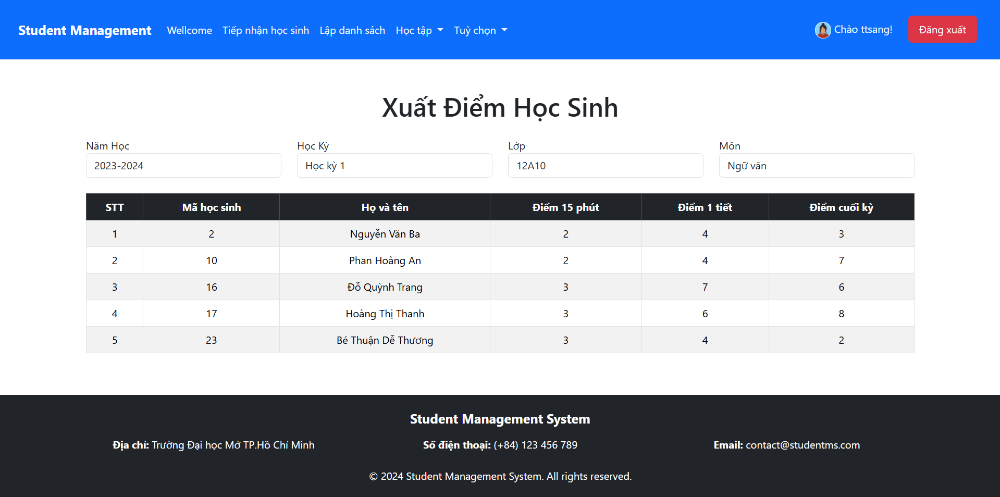 Student Management Wellcome Tiếp nhận học sinh Lập danh sách Học tập Tuỳ chọn Chào ttsang! Đăng xuất
Xuất Điểm Học Sinh
Năm Học Học Kỳ Lớp Môn
2023-2024 Học kỳ 1 12A10 Ngữ văn
STT Mã học sinh Họ và tên Điểm 15 phút Điểm 1 tiết Điểm cuối kỳ
1 2 Nguyễn Văn Ba 2 4 3
2 10 Phan Hoàng An 2 4 7
3 16 Đỗ Quỳnh Trang 3 7 6
4 17 Hoàng Thị Thanh 3 6 8
5 23 Bé Thuận Dễ Thương 3 4 2
Student Management System
Địa chỉ: Trường Đại học Mở TP.Hồ Chí Minh Số điện thoại: (+84) 123 456 789 Email: contact@studentms.com
© 2024 Student Management System. All rights reserved.